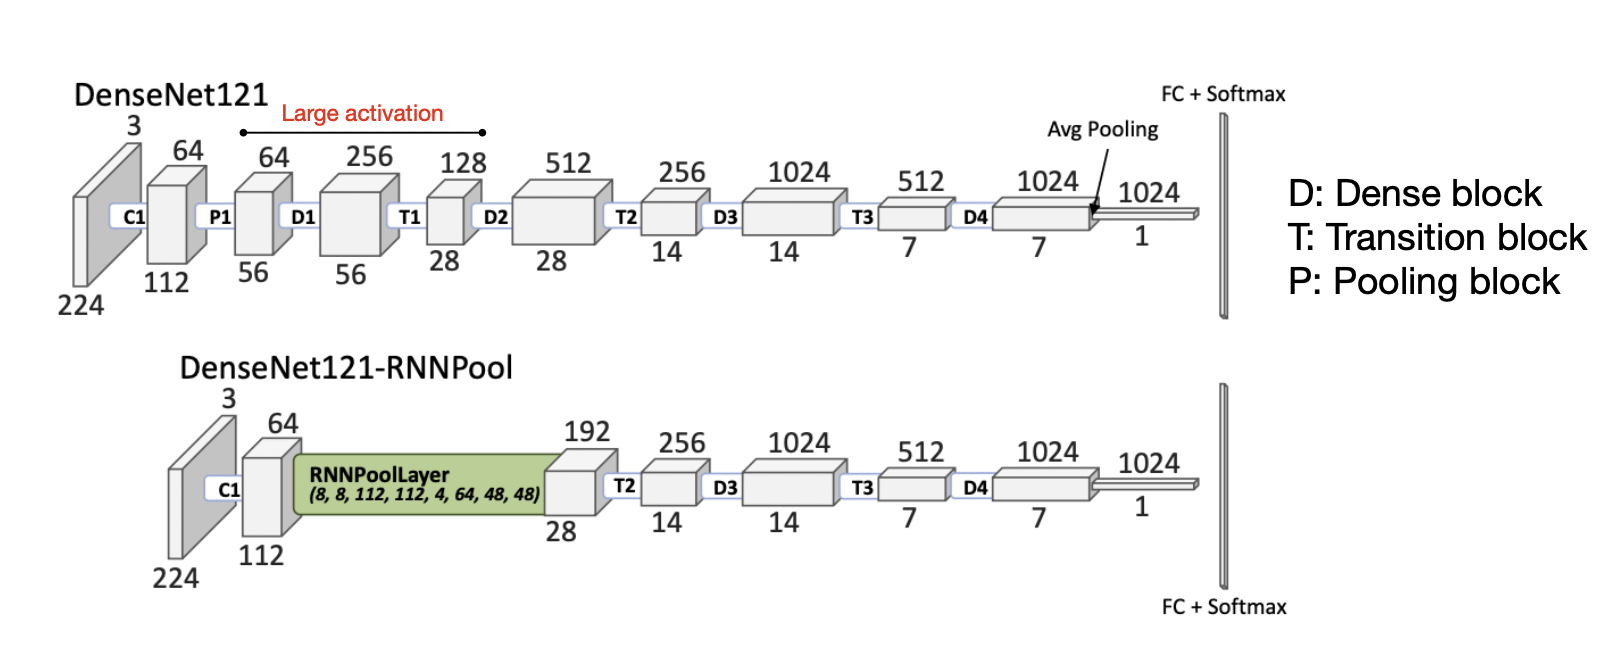 DenseNet121
Large activation
FC + Softmax
Avg Pooling
3
64
64
256
128
512
256
1024
512
1024
1024
C1
P1
D1
T1
D2
T2
D3
T3
D4
224
112
56
56
28
28
14
14
7
7
1
D: Dense block
T: Transition block
P: Pooling block
DenseNet121-RNNPool
3
64
192
256
1024
512
1024
1024
C1
RNNPoolLayer
(8, 8, 112, 112, 4, 64, 48, 48)
T2
D3
T3
D4
224
112
28
14
14
7
7
1
FC + Softmax